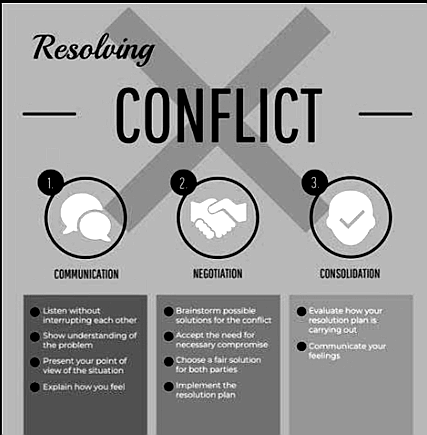 Resolving
CONFLICT
1.
2.
3.
COMMUNICATION
NEGOTIATION
CONSOLIDATION
Listen without
interrupting each other
Show understanding of
the problem
Present your point of
view of the situation
Explain how you feel
Brainstorm possible
solutions for the conflict
Accept the need for
necessary compromise
Choose a fair solution
for both parties
Implement the
resolution plan
Evaluate how your
resolution plan is
carrying out
Communicate your
feelings